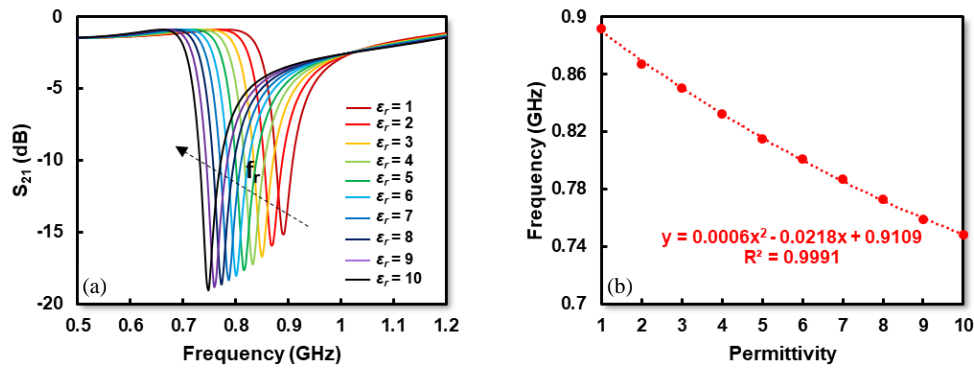 0
-5
-10
-15
-20
S21 (dB)
εr = 1
εr = 2
εr = 3
εr = 4
εr = 5
εr = 6
εr = 7
εr = 8
εr = 9
εr = 10
fr
(a)
0.5 0.6 0.7 0.8 0.9 1 1.1 1.2
Frequency (GHz)
0.9
0.86
0.82
0.78
0.74
0.7
Frequency (GHz)
y = 0.0006x² - 0.0218x + 0.9109
R² = 0.9991
(b)
1 2 3 4 5 6 7 8 9 10
Permittivity